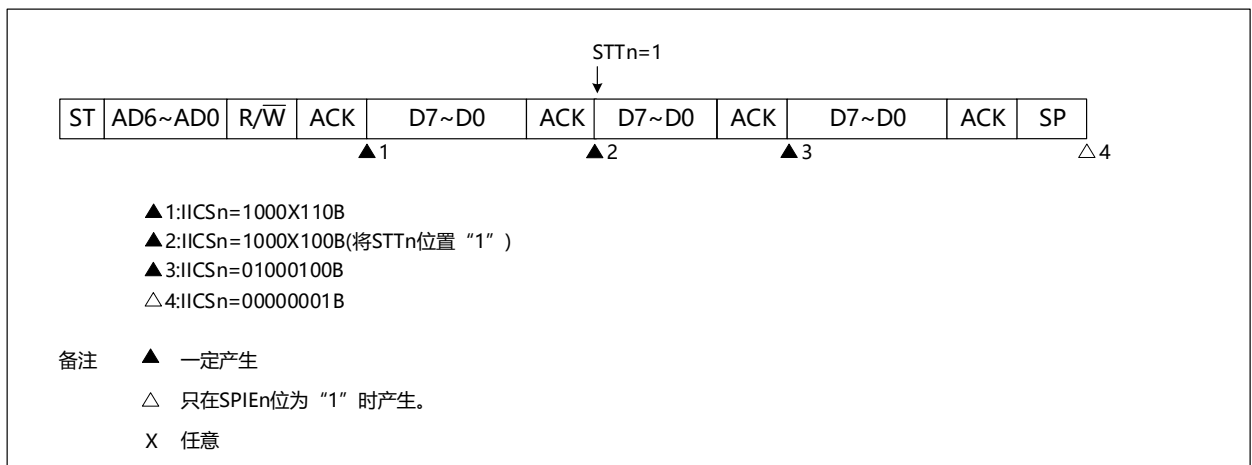 STTn=1
ST AD6~AD0 R/W̅ ACK D7~D0 ACK D7~D0 ACK D7~D0 ACK SP
▲1 ▲2 ▲3 △4
▲1:IICSn=1000X110B
▲2:IICSn=1000X100B(将STTn位置“1”)
▲3:IICSn=01000100B
△4:IICSn=00000001B
备注 ▲ 一定产生
△ 只在SPIEn位为“1”时产生。
X 任意